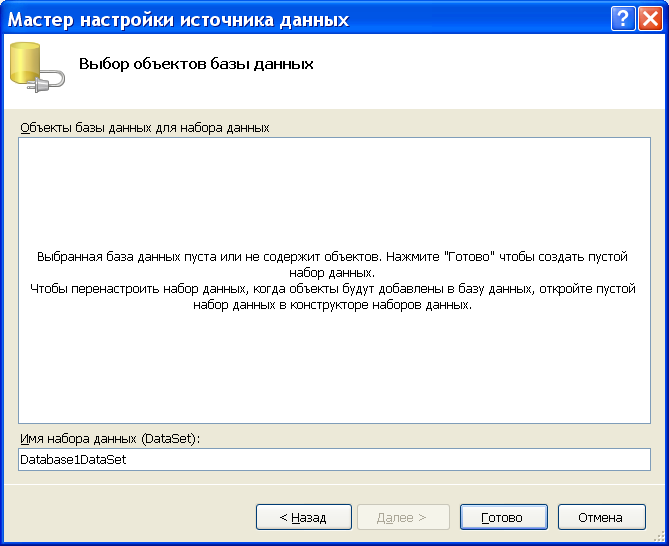 Мастер настройки источника данных
Выбор объектов базы данных
Объекты базы данных для набора данных
Выбранная база данных пуста или не содержит объектов. Нажмите "Готово" чтобы создать пустой
набор данных.
Чтобы перенастроить набор данных, когда объекты будут добавлены в базу данных, откройте пустой
набор данных в конструкторе наборов данных.
Имя набора данных (DataSet):
Database1DataSet
< Назад Далее > Готово Отмена